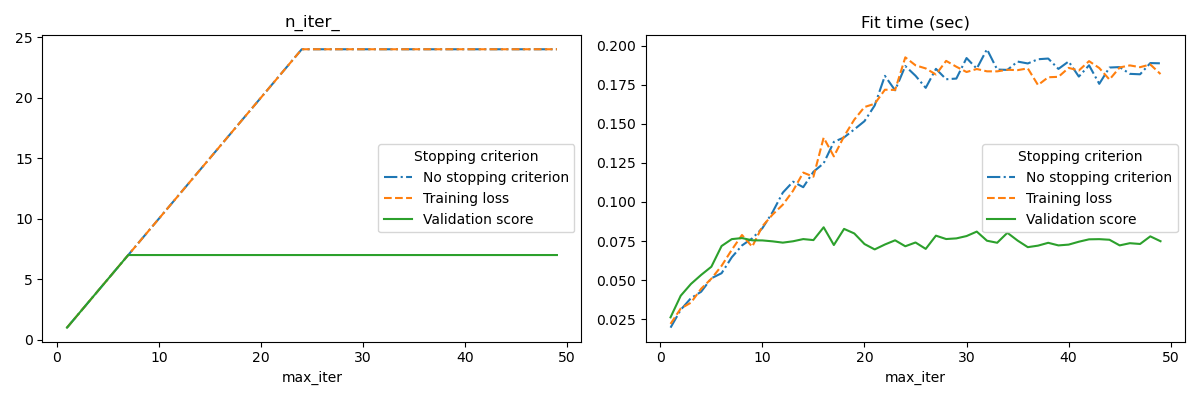 n_iter_
25
20
15
10
5
0
Stopping criterion
No stopping criterion
Training loss
Validation score
0 10 20 30 40 50
max_iter
Fit time (sec)
0.200
0.175
0.150
0.125
0.100
0.075
0.050
0.025
Stopping criterion
No stopping criterion
Training loss
Validation score
0 10 20 30 40 50
max_iter